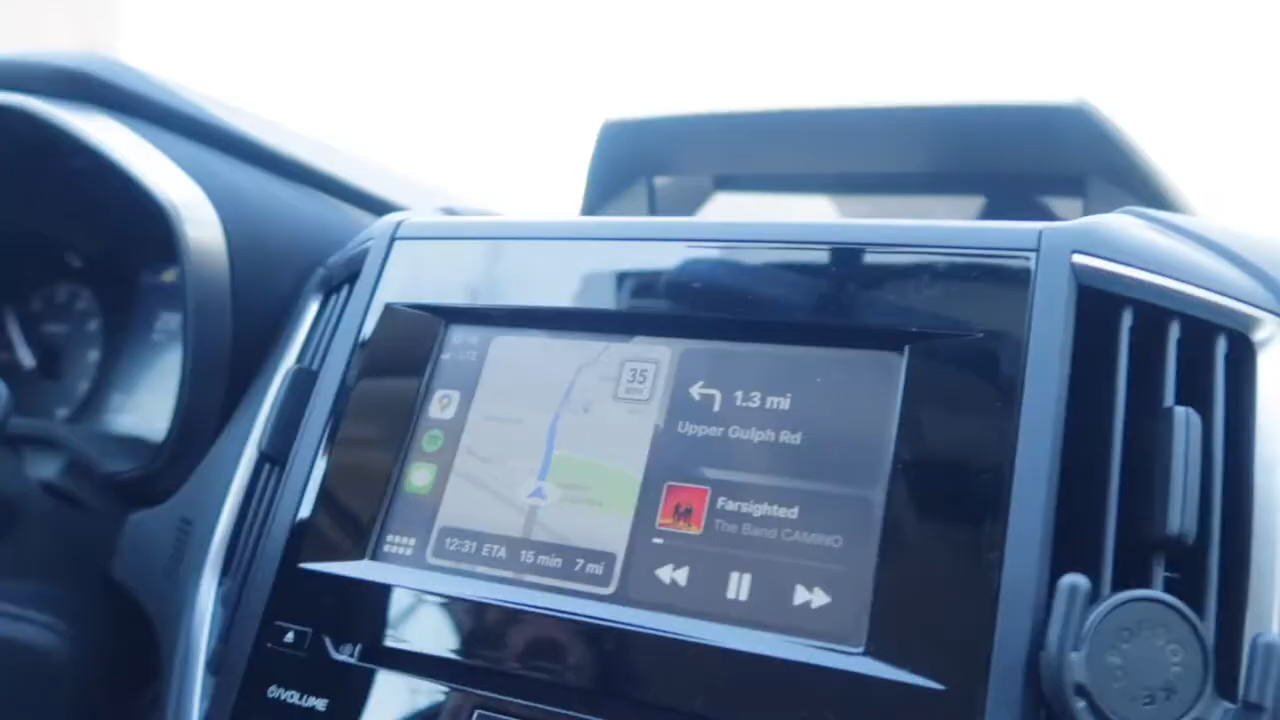 35
1.3 mi
Upper Gulph Rd
Farsighted
The Band CAMINO
12:31 ETA 15 min 7 mi
VOLUME